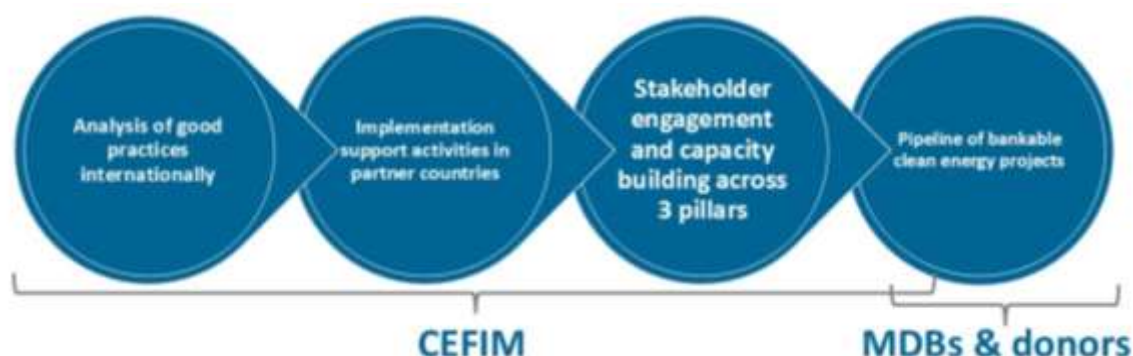 Analysis of good
practices
internationally
Implementation
support activities in
partner countries
Stakeholder
engagement
and capacity
building across
3 pillars
Pipeline of bankable
clean energy projects
CEFIM
MDBs & donors